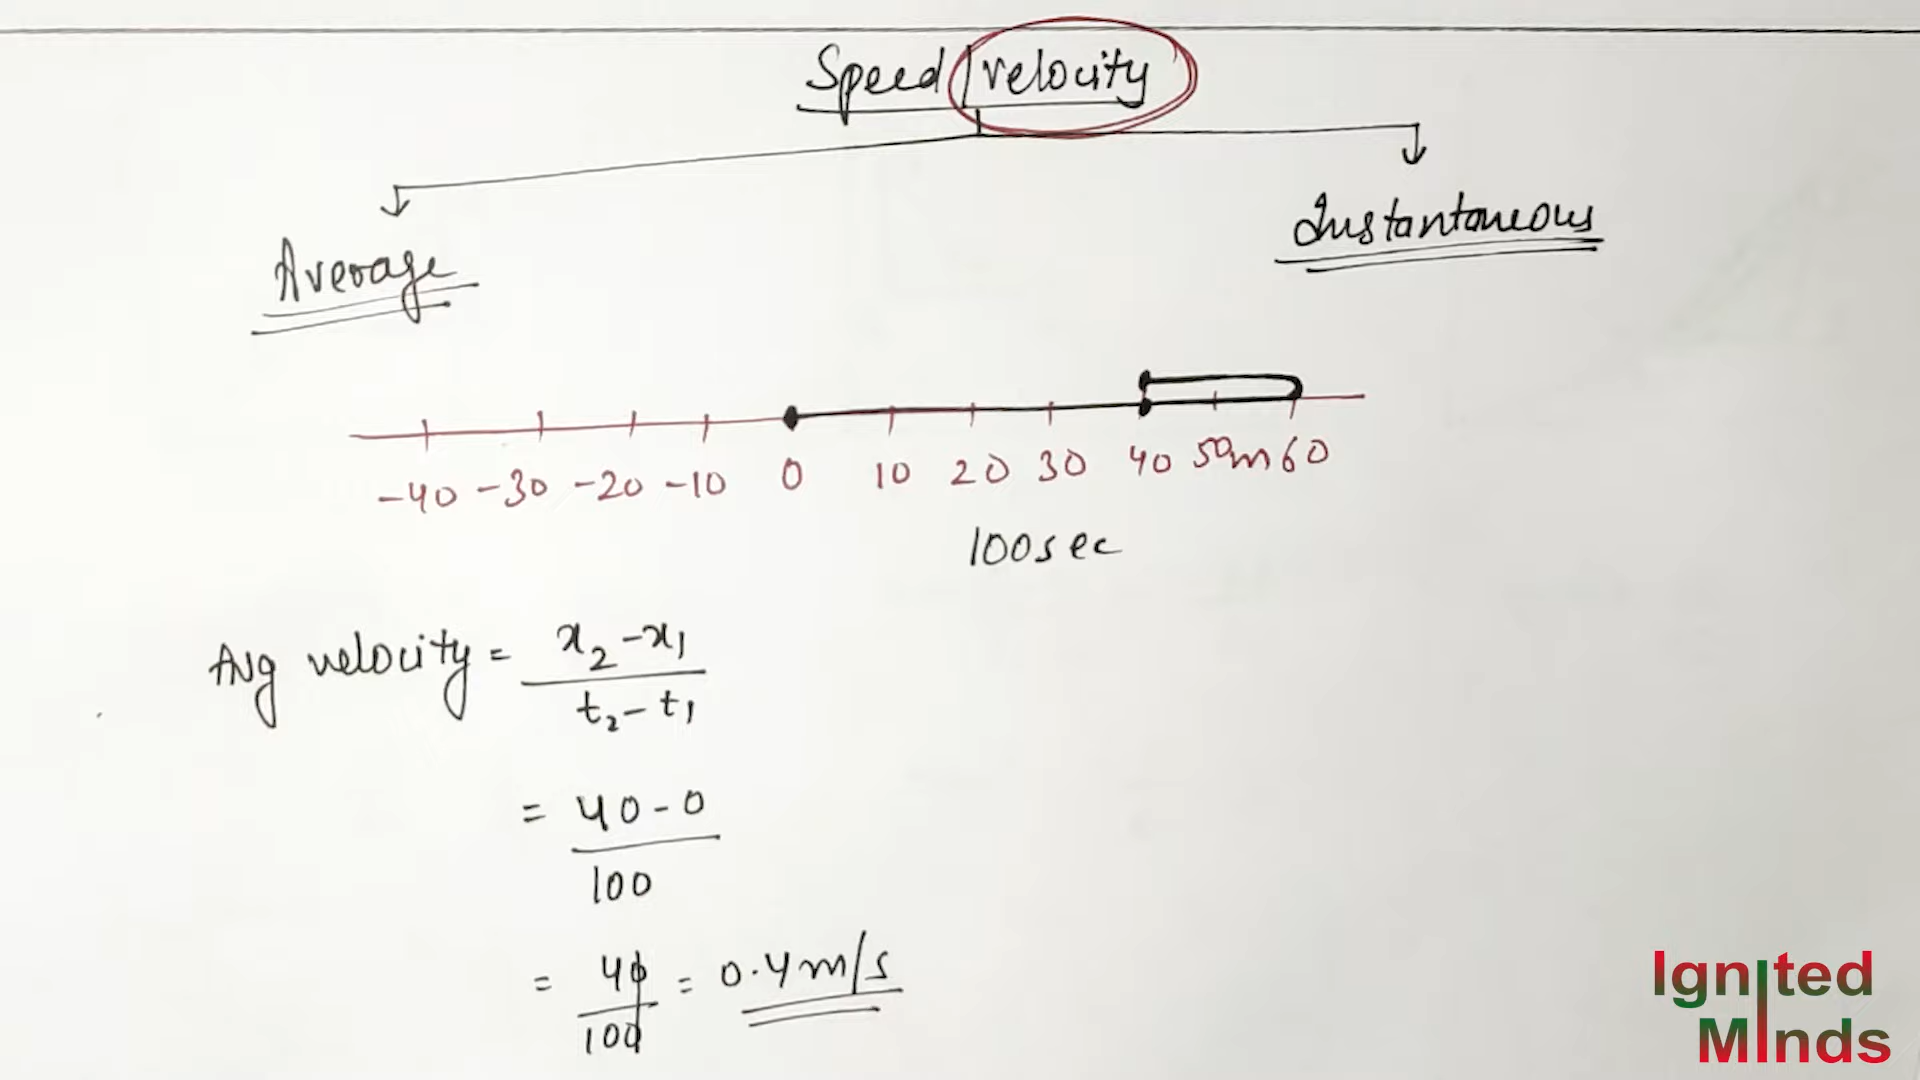 Speed / velocity
Average
Instantaneous
-40 -30 -20 -10 0 10 20 30 40 50m 60
100sec
Avg velocity = x₂ - x₁
t₂ - t₁
= 40 - 0
100
= 40 = 0.4 m/s
100
Ignited
Minds